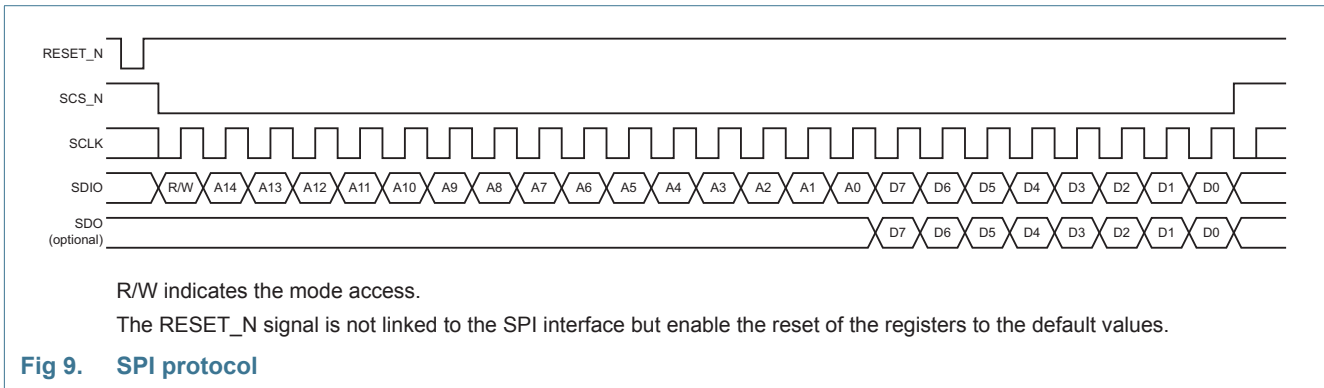 RESET_N
SCS_N
SCLK
SDIO R/W A14 A13 A12 A11 A10 A9 A8 A7 A6 A5 A4 A3 A2 A1 A0 D7 D6 D5 D4 D3 D2 D1 D0
SDO
(optional) D7 D6 D5 D4 D3 D2 D1 D0
R/W indicates the mode access.
The RESET_N signal is not linked to the SPI interface but enable the reset of the registers to the default values.
Fig 9. SPI protocol